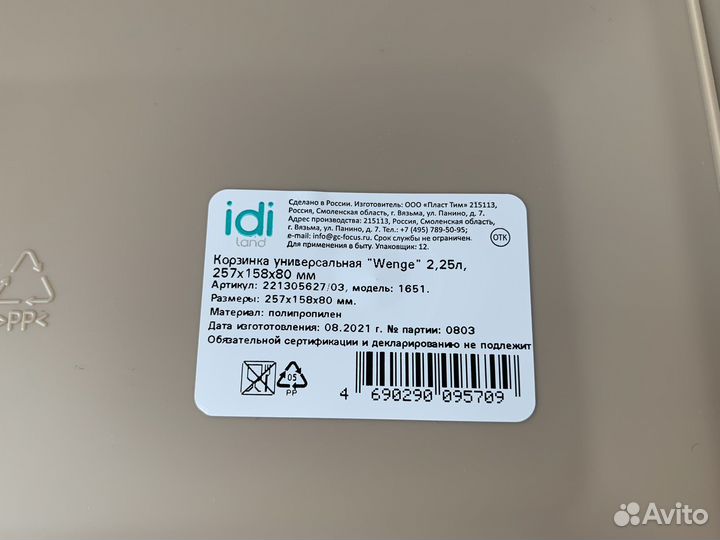 idi
land
Сделано в России. Изготовитель: ООО «Пласт Тим» 215113,
Россия, Смоленская область, г. Вязьма, ул. Панино, д. 7.
Адрес производства: 215113, Россия, Смоленская область,
г. Вязьма, ул. Панино, д. 7. Тел.: +7 (495) 789-50-95;
e-mail: info@gc-focus.ru. Срок службы не ограничен.
Для применения в быту. Упаковщик: 12.
ОТК
Корзинка универсальная "Wenge" 2,25л,
257х158х80 мм
Артикул: 221305627/03, модель: 1651.
Размеры: 257х158х80 мм.
Материал: полипропилен
Дата изгототовления: 08.2021 г. № партии: 0803
Обязательной сертификации и декларированию не подлежит
05
PP
4 690290 095709
>PP<
Avito